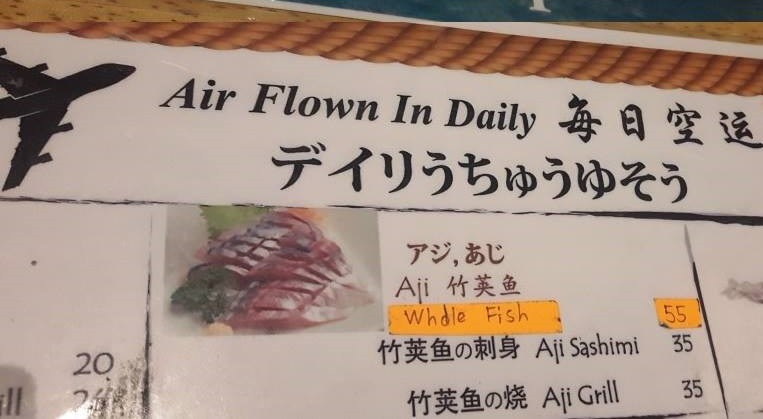 Air Flown In Daily 每日空运
デイリうちゅうゆそう
アジ,あじ
Aji 竹荚鱼
Whole Fish 55
竹荚鱼の刺身 Aji Sashimi 35
竹荚鱼の烧 Aji Grill 35
20